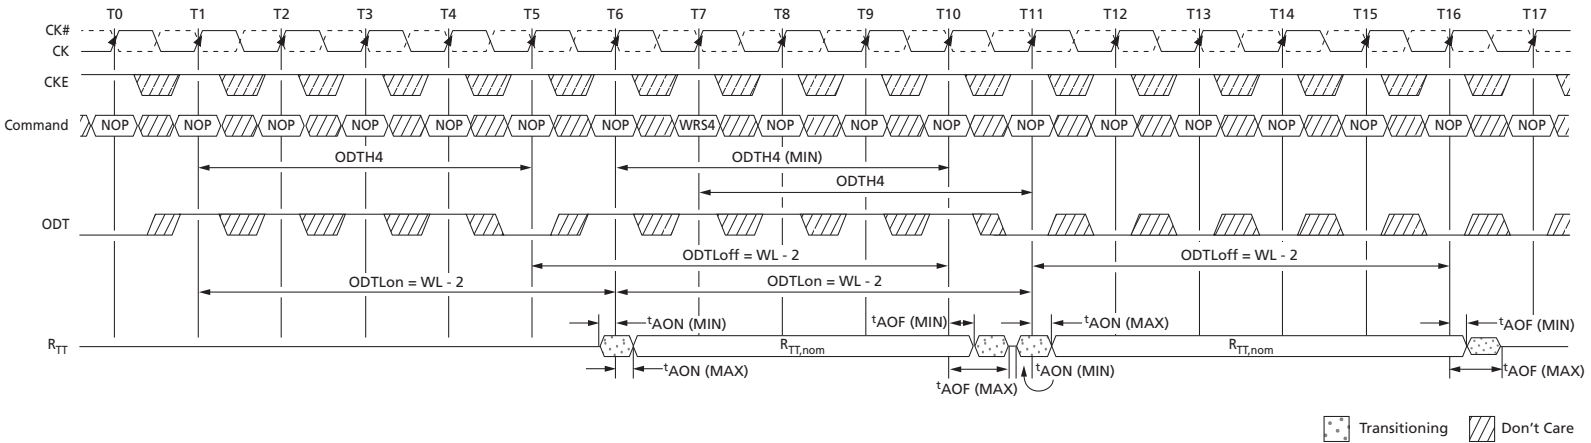 T0 T1 T2 T3 T4 T5 T6 T7 T8 T9 T10 T11 T12 T13 T14 T15 T16 T17
CK#
CK
CKE
Command NOP NOP NOP NOP NOP NOP NOP WRS4 NOP NOP NOP NOP NOP NOP NOP NOP NOP NOP
ODTH4 ODTH4 (MIN)
ODTH4
ODT
ODTLoff = WL - 2 ODTLoff = WL - 2
ODTLon = WL - 2 ODTLon = WL - 2
tAON (MIN) tAOF (MIN) tAON (MAX) tAOF (MIN)
RTT RTT,nom RTT,nom
tAON (MAX) tAON (MIN) tAOF (MAX)
tAOF (MAX)
Transitioning Don't Care